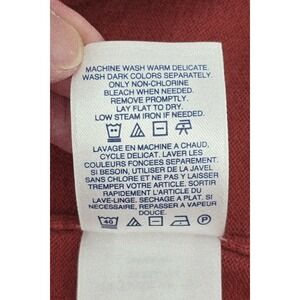 MACHINE WASH WARM DELICATE.
WASH DARK COLORS SEPARATELY.
ONLY NON-CHLORINE
BLEACH WHEN NEEDED.
REMOVE PROMPTLY.
LAY FLAT TO DRY.
LOW STEAM IRON IF NEEDED.
LAVAGE EN MACHINE A CHAUD,
CYCLE DELICAT. LAVER LES
COULEURS FONCEES SEPAREMENT.
SI BESOIN, UTILISER DE LA JAVEL
SANS CHLORE ET NE PAS Y LAISSER
TREMPER VOTRE ARTICLE. SORTIR
RAPIDEMENT L'ARTICLE DU
LAVE-LINGE. SECHAGE A PLAT. SI
NECESSAIRE, REPASSER A VAPEUR
DOUCE.
40 P